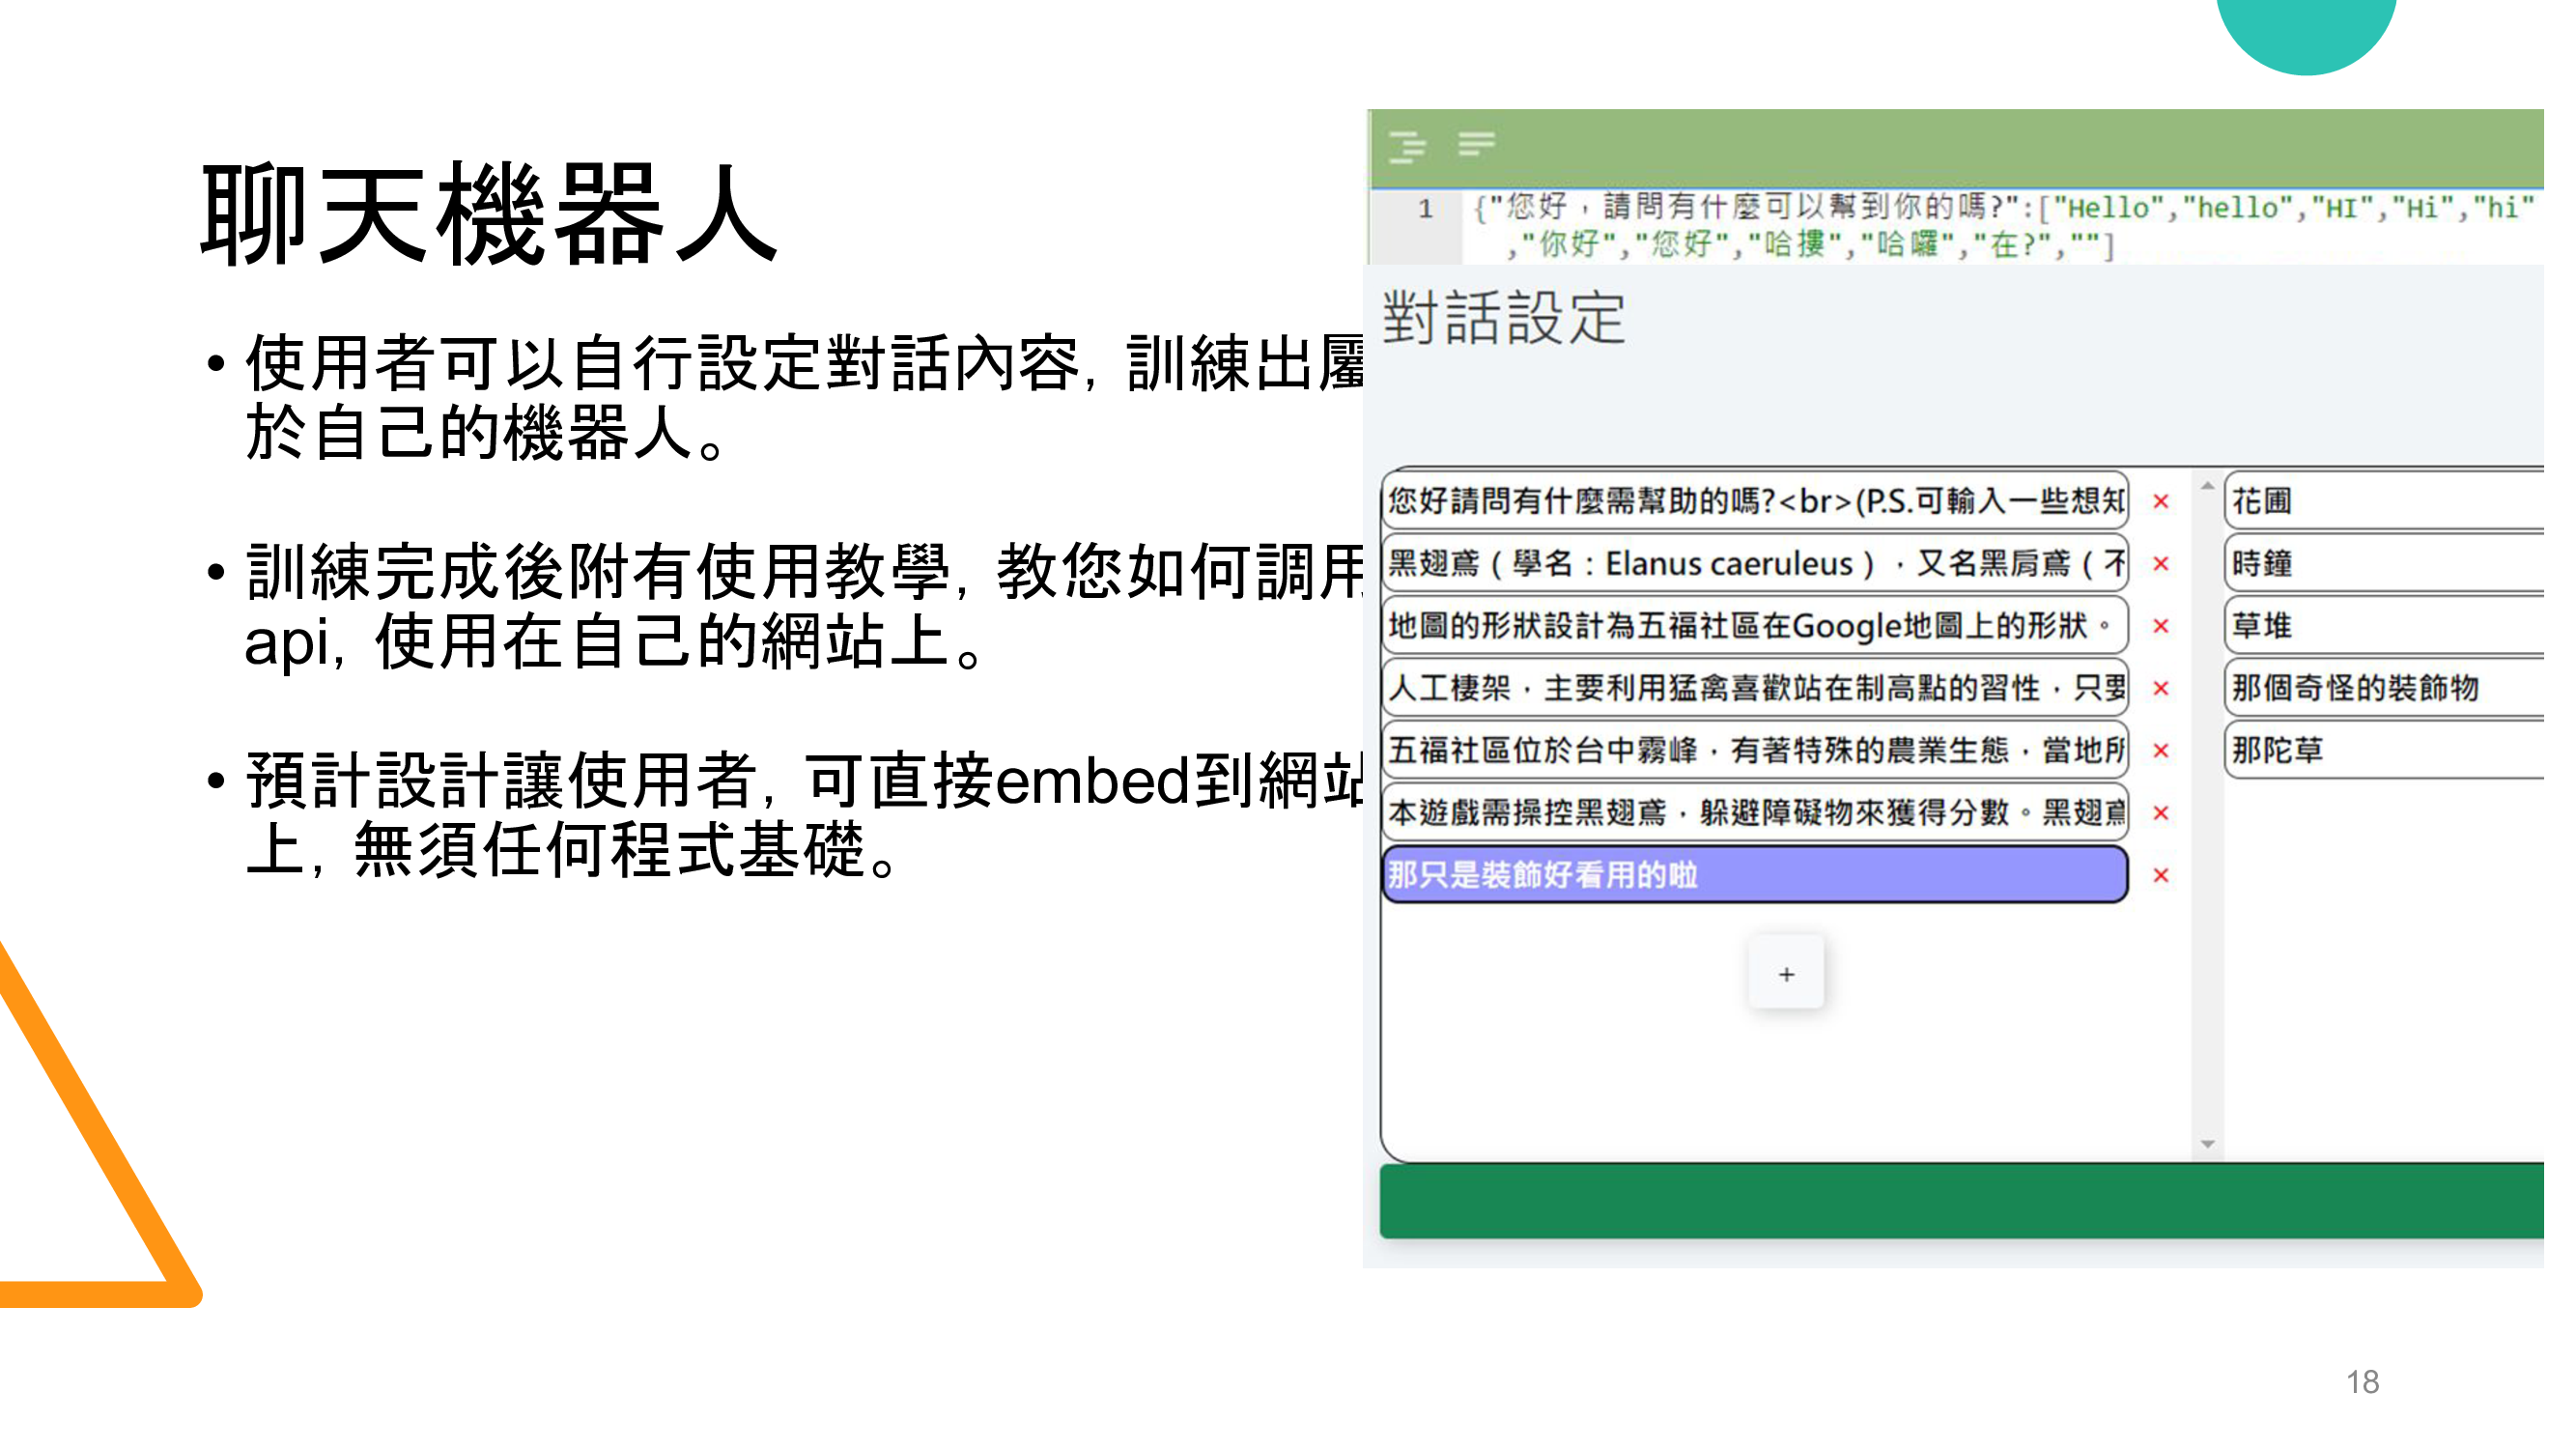 聊天機器人
• 使用者可以自行設定對話內容，訓練出屬
於自己的機器人。
• 訓練完成後附有使用教學，教您如何調用
api，使用在自己的網站上。
• 預計設計讓使用者，可直接embed到網站
上，無須任何程式基礎。
1 {"您好，請問有什麼可以幫到你的嗎?":["Hello","hello","HI","Hi","hi"
,"你好","您好","哈摟","哈囉","在?",""]
對話設定
您好請問有什麼需幫助的嗎?<br>(P.S.可輸入一些想知 ×
黑翅鳶（學名：Elanus caeruleus），又名黑肩鳶（不 ×
地圖的形狀設計為五福社區在Google地圖上的形狀。 ×
人工棲架，主要利用猛禽喜歡站在制高點的習性，只要 ×
五福社區位於台中霧峰，有著特殊的農業生態，當地所 ×
本遊戲需操控黑翅鳶，躲避障礙物來獲得分數。黑翅鳶 ×
那只是裝飾好看用的啦 ×
+
花圃
時鐘
草堆
那個奇怪的裝飾物
那陀草
18